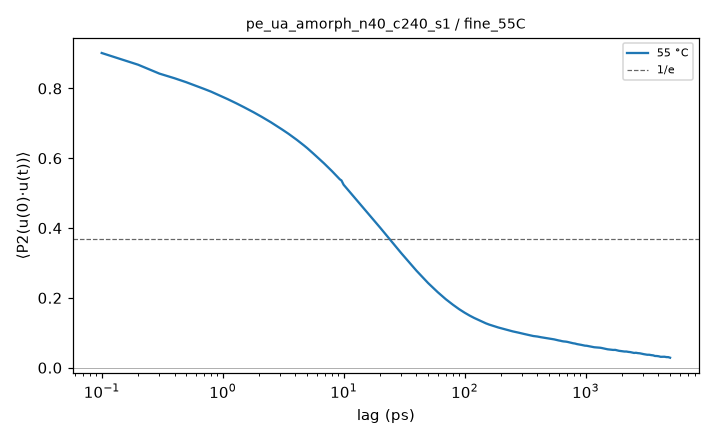 pe_ua_amorph_n40_c240_s1 / fine_55C
55 °C
1/e
⟨P2(u(0)·u(t))⟩
0.8
0.6
0.4
0.2
0.0
10⁻¹ 10⁰ 10¹ 10² 10³
lag (ps)